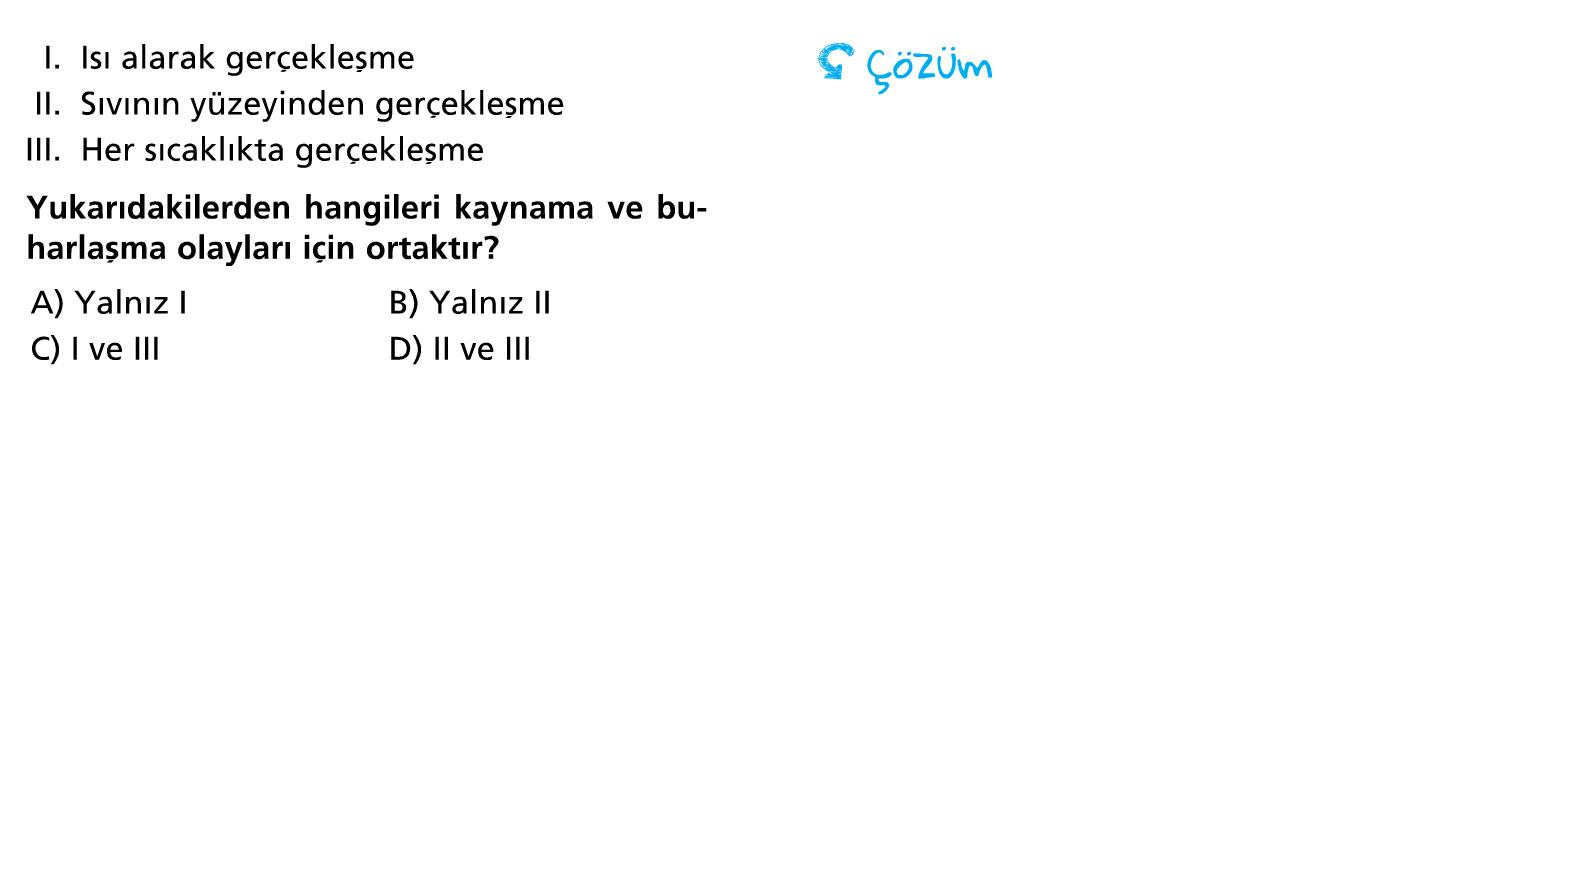 I. Isı alarak gerçekleşme
II. Sıvının yüzeyinden gerçekleşme
III. Her sıcaklıkta gerçekleşme
Yukarıdakilerden hangileri kaynama ve bu-
harlaşma olayları için ortaktır?
A) Yalnız I B) Yalnız II
C) I ve III D) II ve III
Çözüm